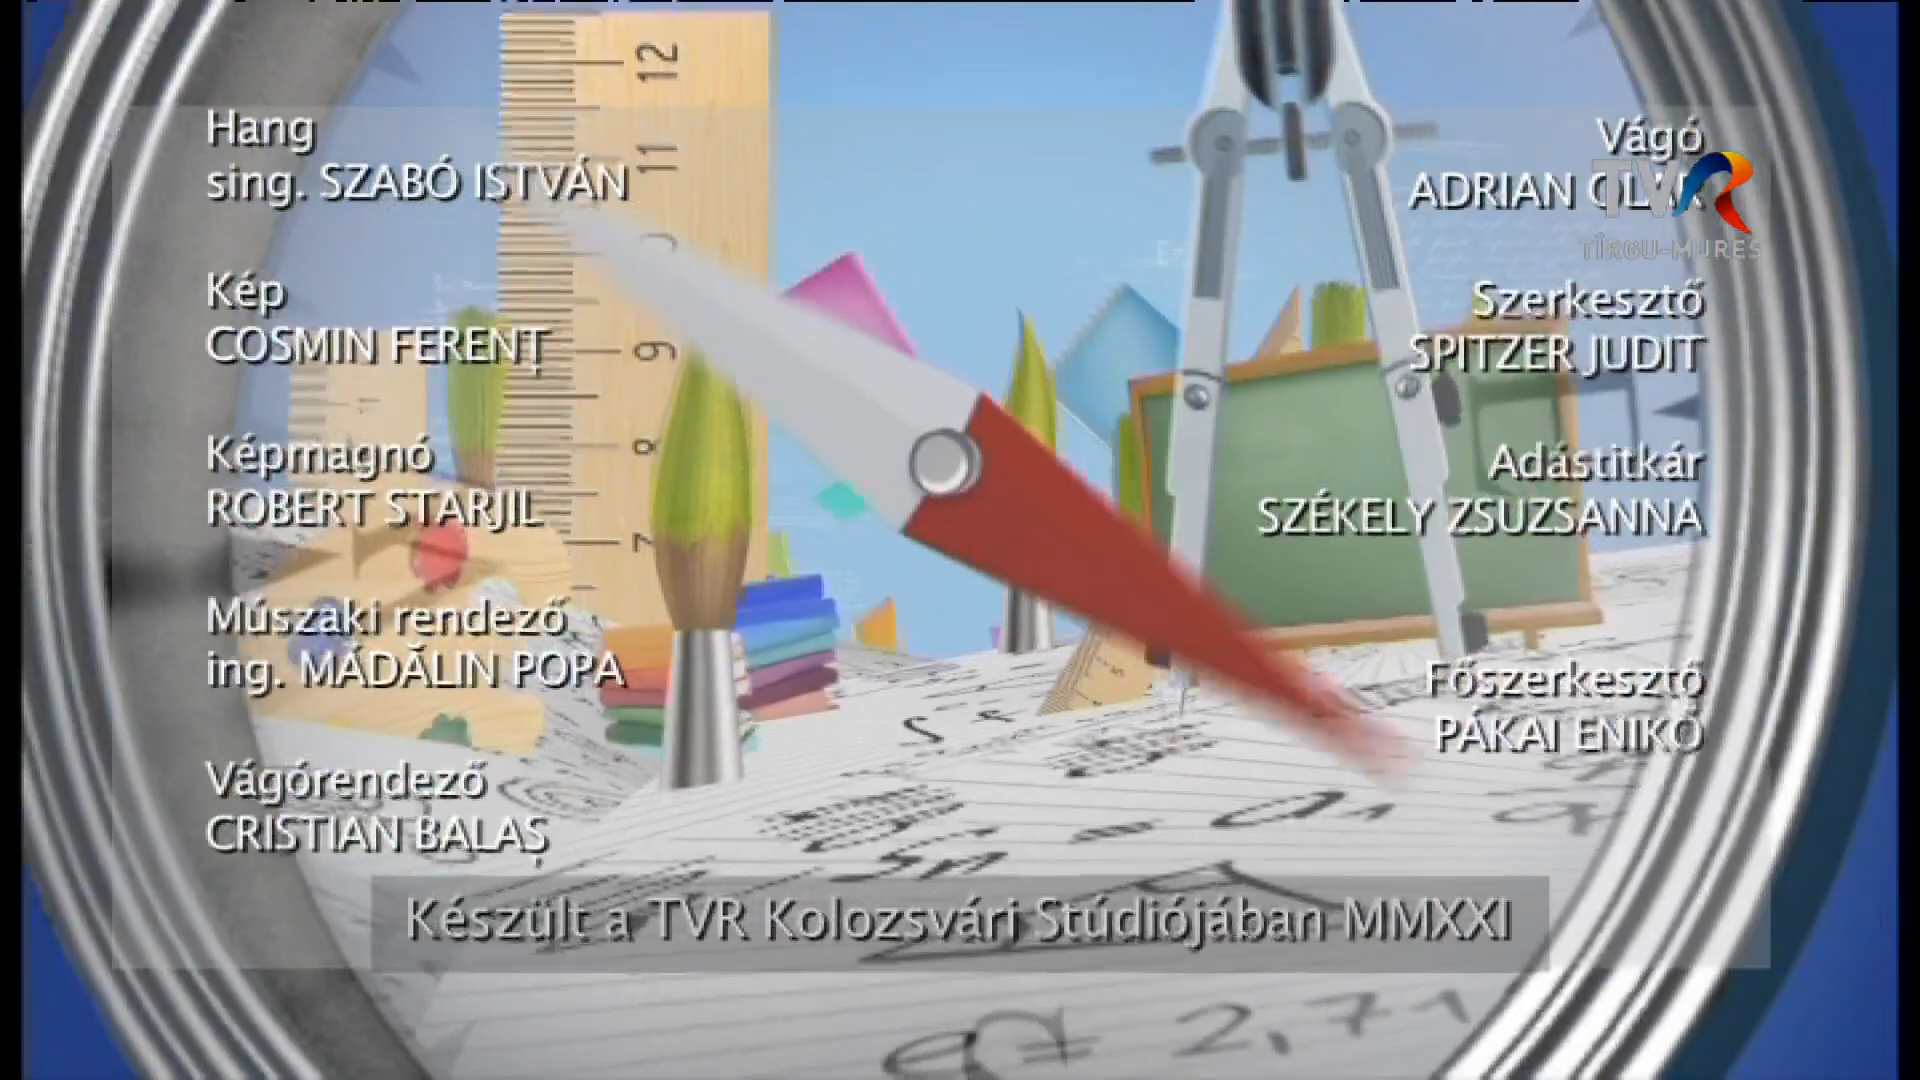 Hang
sing. SZABÓ ISTVÁN
Kép
COSMIN FERENȚ
Képmagnó
ROBERT STARJIL
Műszaki rendező
ing. MĂDĂLIN POPA
Vágórendező
CRISTIAN BALAȘ
Vágó
ADRIAN
TVR
TÎRGU-MUREȘ
Szerkesztő
SPITZER JUDIT
Adástitkár
SZÉKELY ZSUZSANNA
Főszerkesztő
PÁKAI ENIKŐ
Készült a TVR Kolozsvári Stúdiójában MMXXI
12
11
9
8
7
2,71